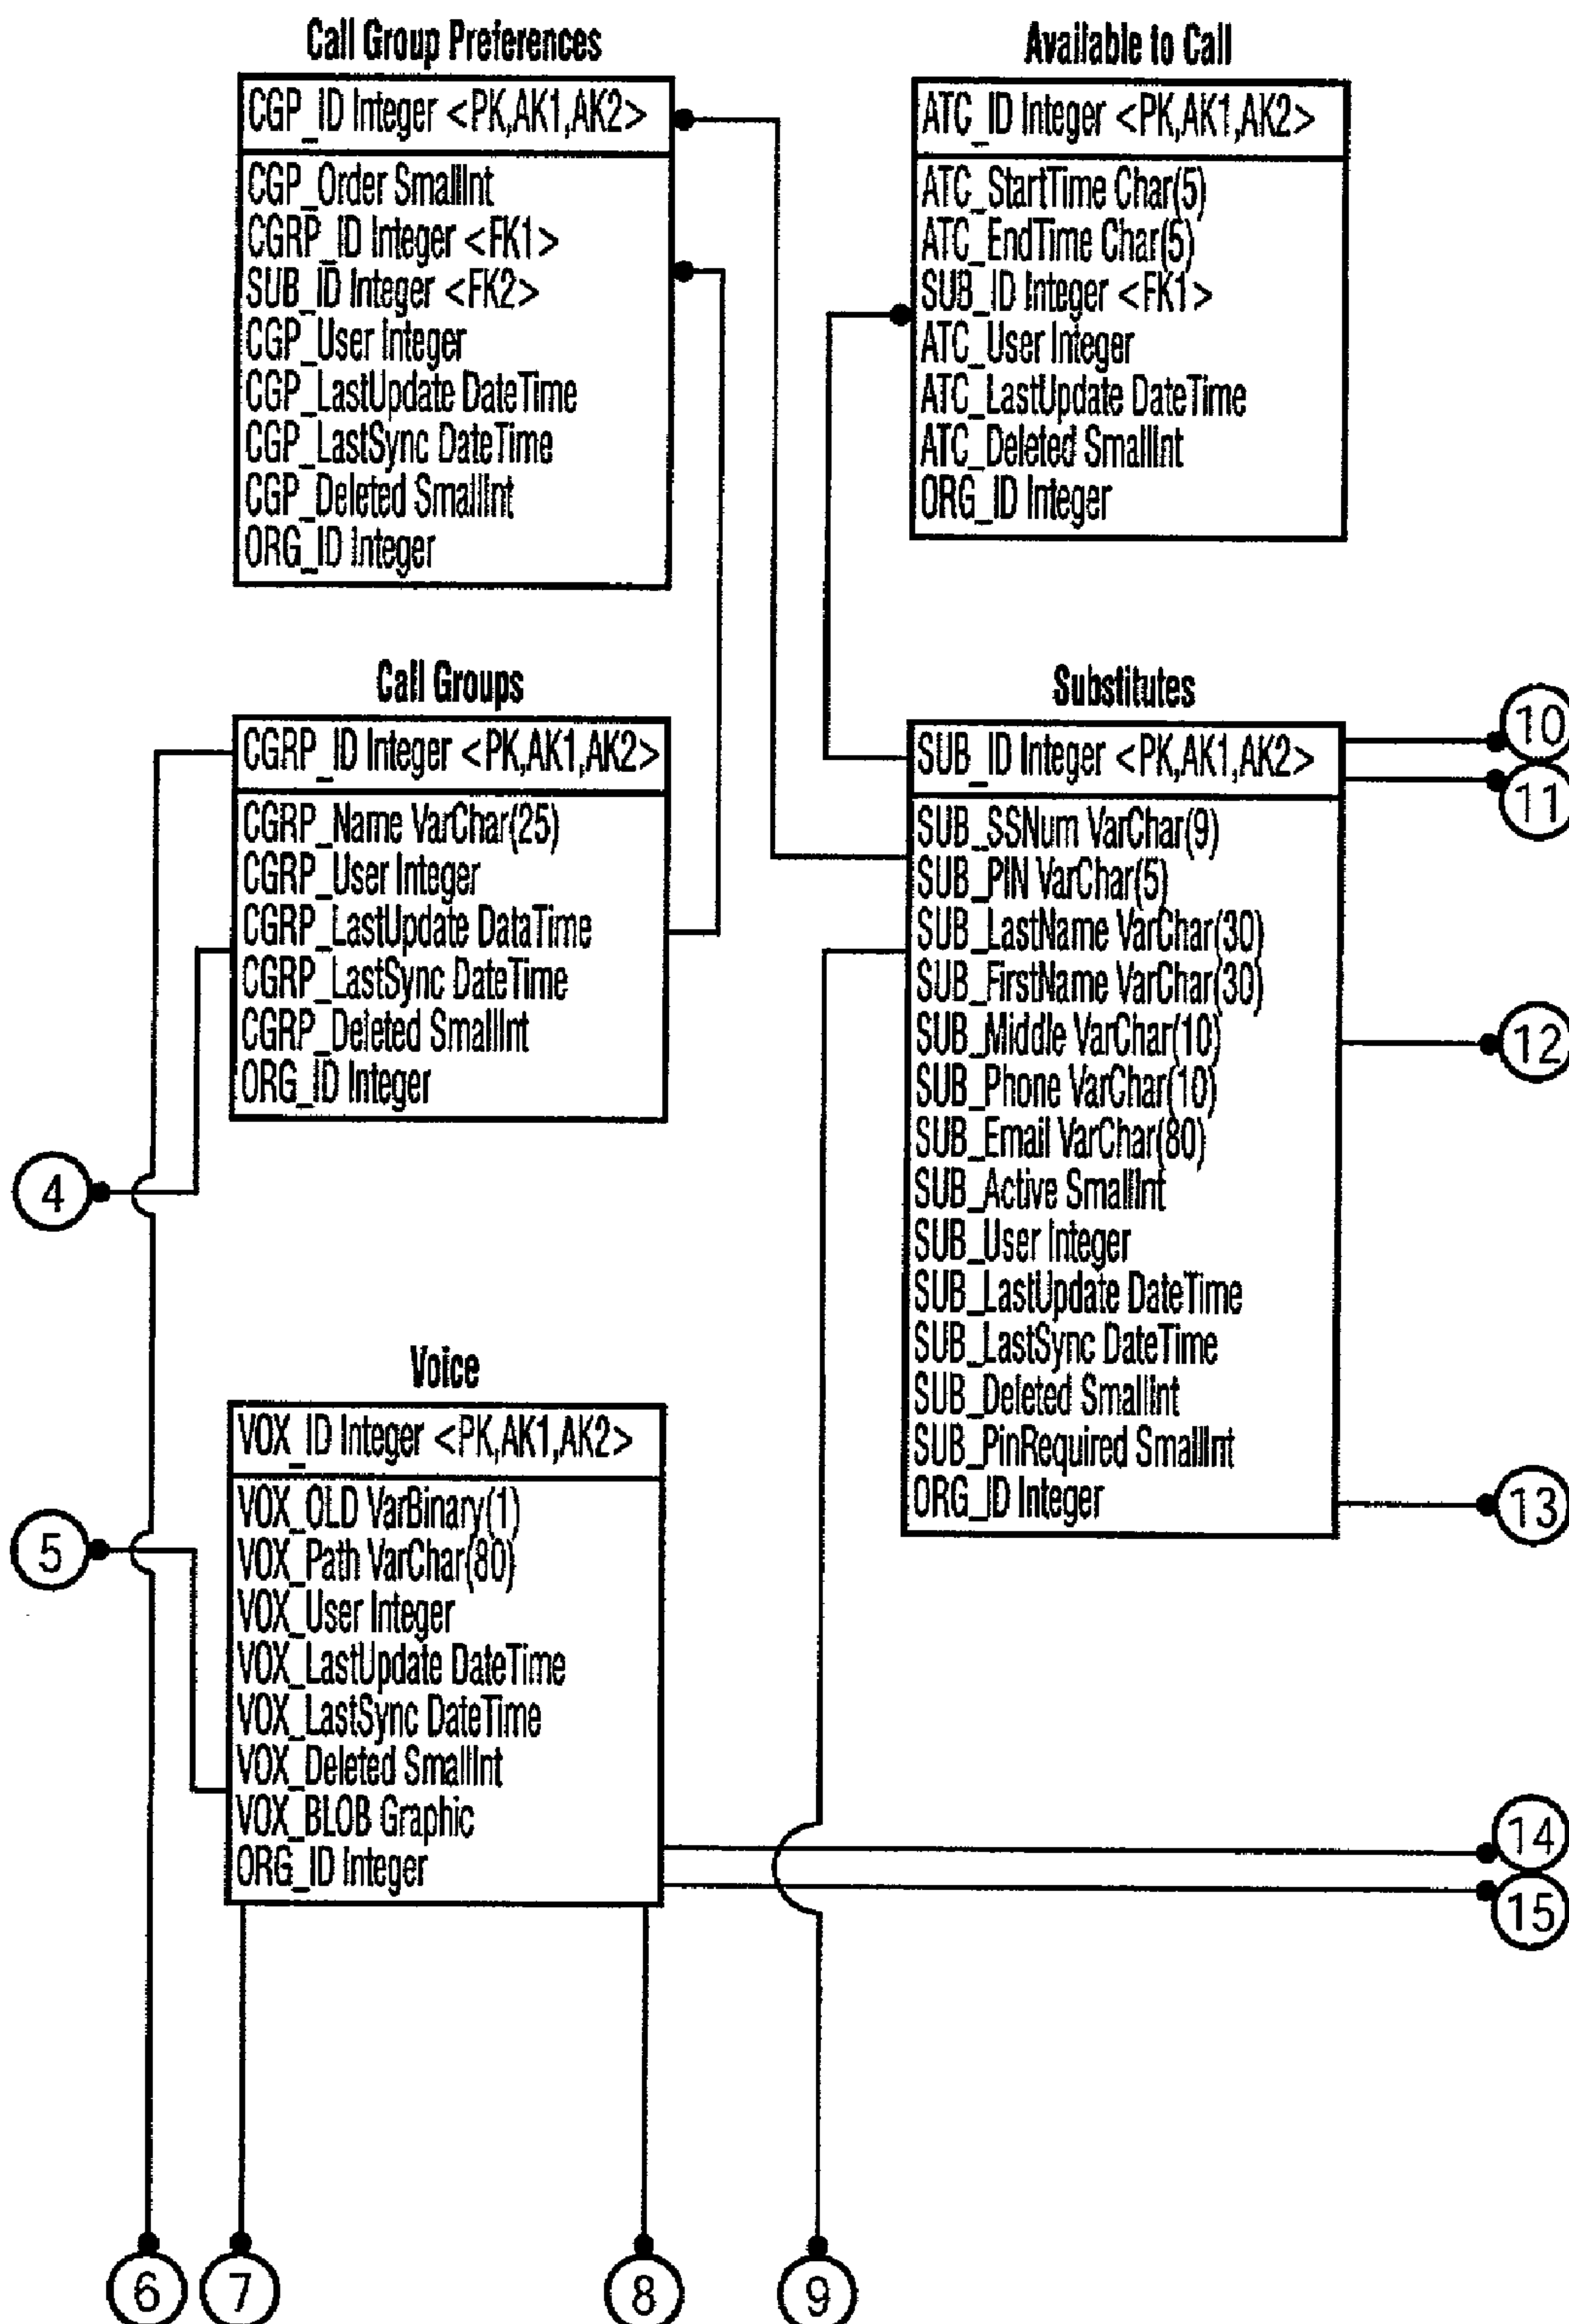 Call Group Preferences
CGP_ID Integer <PK,AK1,AK2>
CGP_Order SmallInt
CGRP_ID Integer <FK1>
SUB_ID Integer <FK2>
CGP_User Integer
CGP_LastUpdate DateTime
CGP_LastSync DateTime
CGP_Deleted SmallInt
ORG_ID Integer
Available to Call
ATC_ID Integer <PK,AK1,AK2>
ATC_StartTime Char(5)
ATC_EndTime Char(5)
SUB_ID Integer <FK1>
ATC_User Integer
ATC_LastUpdate DateTime
ATC_Deleted SmallInt
ORG_ID Integer
Call Groups
CGRP_ID Integer <PK,AK1,AK2>
CGRP_Name VarChar(25)
CGRP_User Integer
CGRP_LastUpdate DataTime
CGRP_LastSync DateTime
CGRP_Deleted SmallInt
ORG_ID Integer
Substitutes
SUB_ID Integer <PK,AK1,AK2>
SUB_SSNum VarChar(9)
SUB_PIN VarChar(5)
SUB_LastName VarChar(30)
SUB_FirstName VarChar(30)
SUB_Middle VarChar(10)
SUB_Phone VarChar(10)
SUB_Email VarChar(80)
SUB_Active SmallInt
SUB_User Integer
SUB_LastUpdate DateTime
SUB_LastSync DateTime
SUB_Deleted SmallInt
SUB_PinRequired SmallInt
ORG_ID Integer
10
11
12
13
4
5
Voice
VOX_ID Integer <PK,AK1,AK2>
VOX_OLD VarBinary(1)
VOX_Path VarChar(80)
VOX_User Integer
VOX_LastUpdate DateTime
VOX_LastSync DateTime
VOX_Deleted SmallInt
VOX_BLOB Graphic
ORG_ID Integer
14
15
6
7
8
9